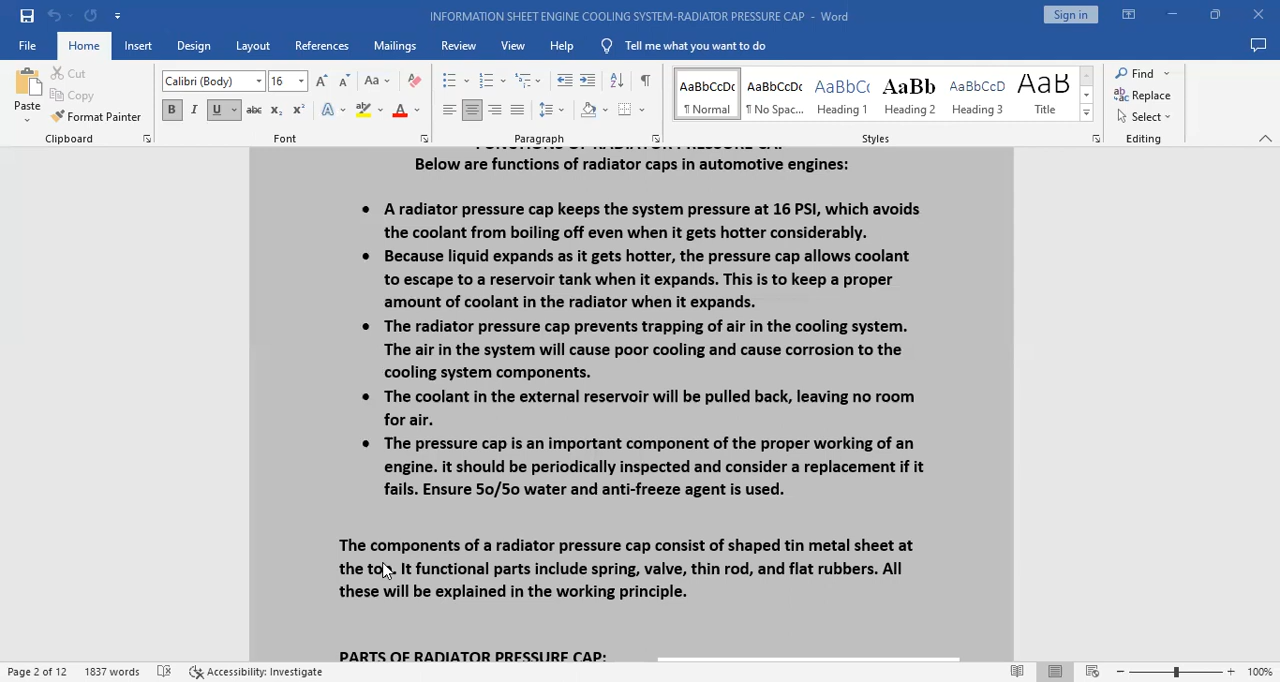 INFORMATION SHEET ENGINE COOLING SYSTEM-RADIATOR PRESSURE CAP - Word
Sign in
File Home Insert Design Layout References Mailings Review View Help Tell me what you want to do
Paste
Cut
Copy
Format Painter
Clipboard
Calibri (Body) 16
Font
Paragraph
AaBbCcDc AaBbCcDc AaBbCc AaBb AaBbCcD AaB
¶ Normal ¶ No Spac... Heading 1 Heading 2 Heading 3 Title
Styles
Find
Replace
Select
Editing
FUNCTIONS OF RADIATOR PRESSURE CAP
Below are functions of radiator caps in automotive engines:
• A radiator pressure cap keeps the system pressure at 16 PSI, which avoids
the coolant from boiling off even when it gets hotter considerably.
• Because liquid expands as it gets hotter, the pressure cap allows coolant
to escape to a reservoir tank when it expands. This is to keep a proper
amount of coolant in the radiator when it expands.
• The radiator pressure cap prevents trapping of air in the cooling system.
The air in the system will cause poor cooling and cause corrosion to the
cooling system components.
• The coolant in the external reservoir will be pulled back, leaving no room
for air.
• The pressure cap is an important component of the proper working of an
engine. it should be periodically inspected and consider a replacement if it
fails. Ensure 5o/5o water and anti-freeze agent is used.
The components of a radiator pressure cap consist of shaped tin metal sheet at
the top. It functional parts include spring, valve, thin rod, and flat rubbers. All
these will be explained in the working principle.
PARTS OF RADIATOR PRESSURE CAP:
Page 2 of 12 1837 words Accessibility: Investigate 100%